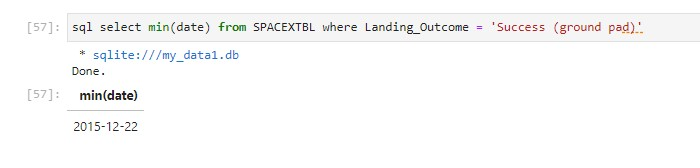 [57]: sql select min(date) from SPACEXTBL where Landing_Outcome = 'Success (ground pad)'
* sqlite:///my_data1.db
Done.
[57]: min(date)
2015-12-22